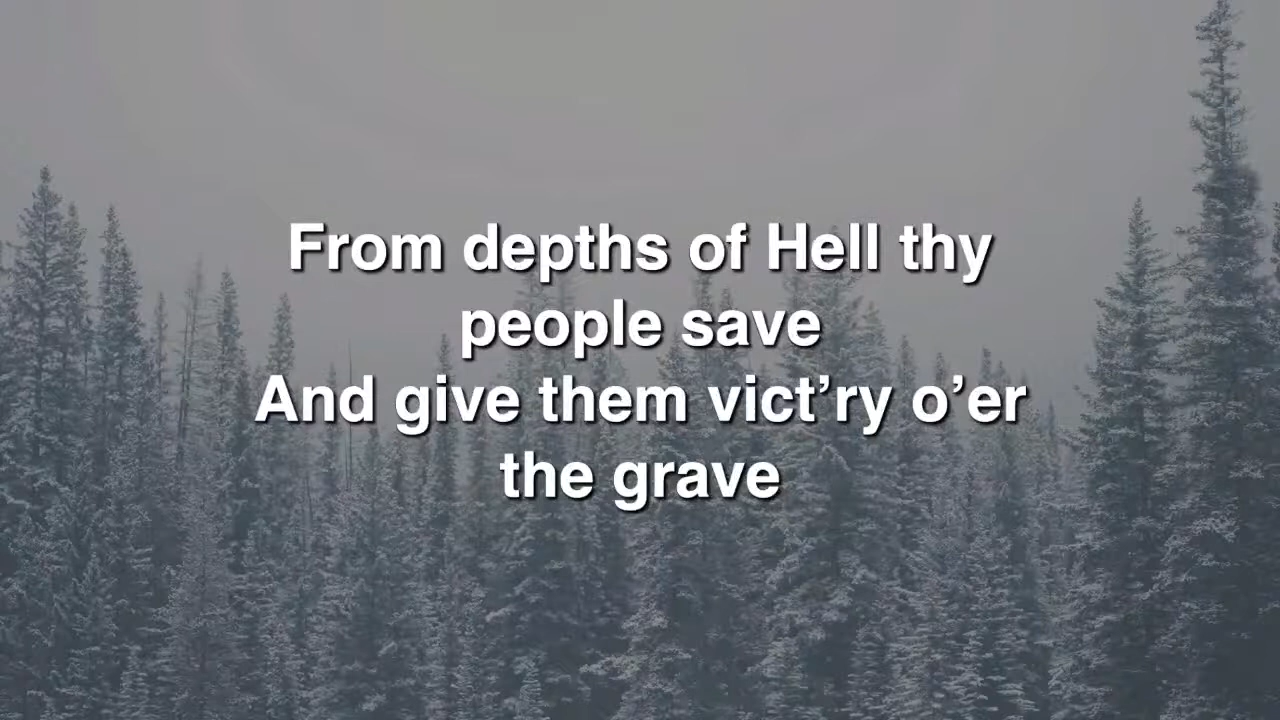 From depths of Hell thy
people save
And give them vict’ry o’er
the grave